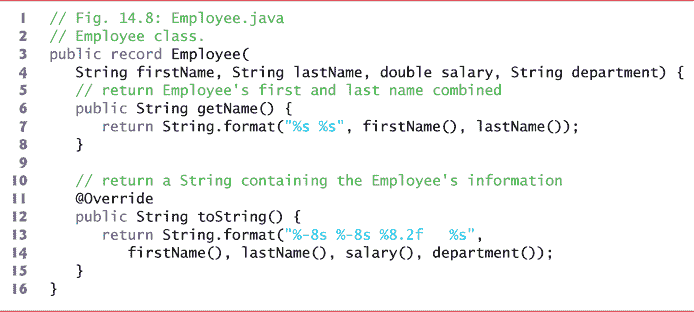 1 // Fig. 14.8: Employee.java
2 // Employee class.
3 public record Employee(
4 String firstName, String lastName, double salary, String department) {
5 // return Employee's first and last name combined
6 public String getName() {
7 return String.format("%s %s", firstName(), lastName());
8 }
9
10 // return a String containing the Employee's information
11 @Override
12 public String toString() {
13 return String.format("%-8s %-8s %8.2f   %s",
14 firstName(), lastName(), salary(), department());
15 }
16 }